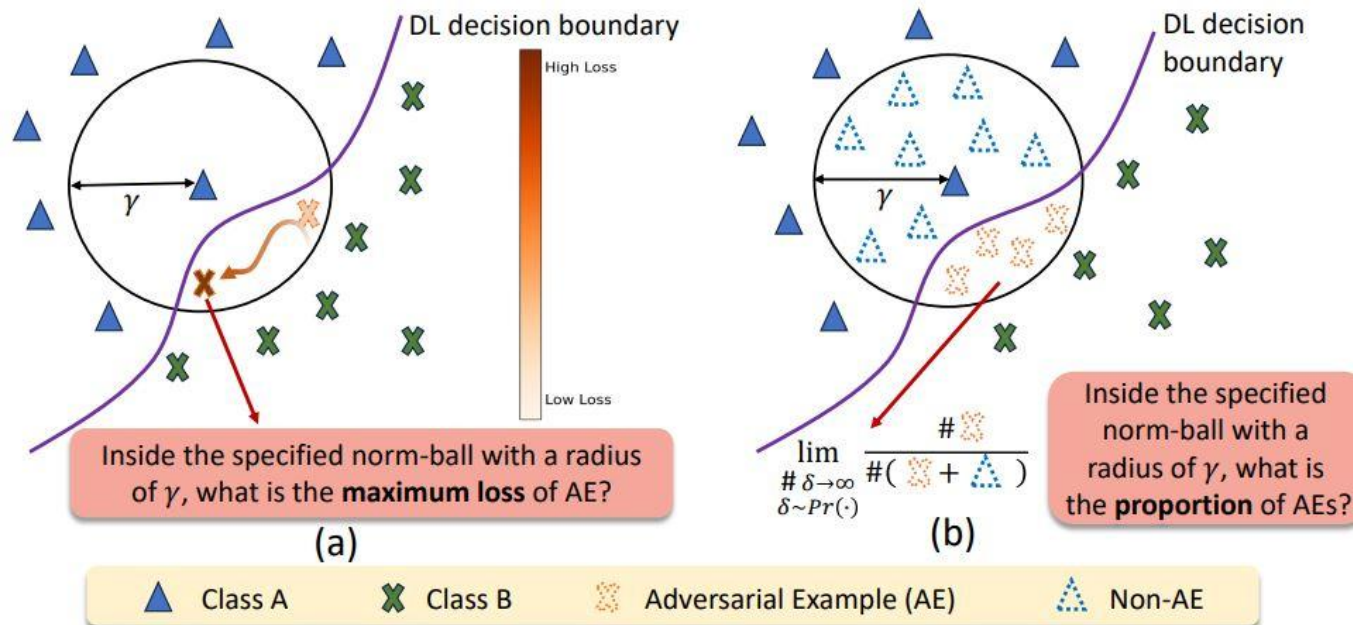 DL decision boundary
High Loss
γ
Low Loss
Inside the specified norm-ball with a radius
of γ, what is the maximum loss of AE?
(a)
DL decision
boundary
γ
lim
# δ→∞
δ~Pr(·)
#
#( + )
Inside the specified
norm-ball with a
radius of γ, what is
the proportion of AEs?
(b)
Class A
Class B
Adversarial Example (AE)
Non-AE